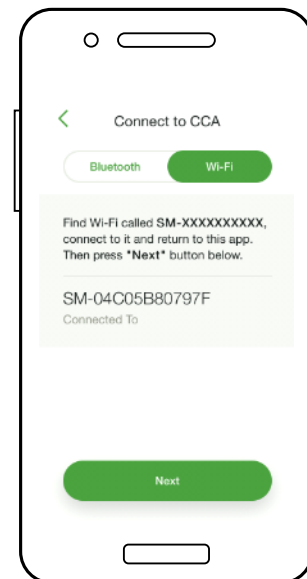 Connect to CCA
Bluetooth Wi-Fi
Find Wi-Fi called SM-XXXXXXXXXX,
connect to it and return to this app.
Then press "Next" button below.
SM-04C05B80797F
Connected To
Next